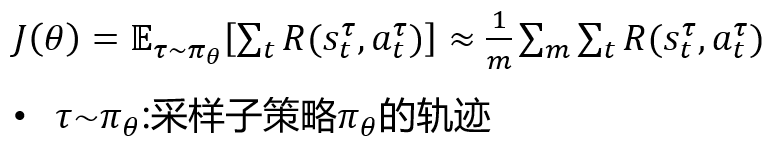 J(θ) = 𝔼_{τ~π_θ}[∑_t R(s_t^τ, a_t^τ)] ≈ \frac{1}{m} ∑_m ∑_t R(s_t^τ, a_t^τ)
• τ~π_θ:采样子策略π_θ的轨迹